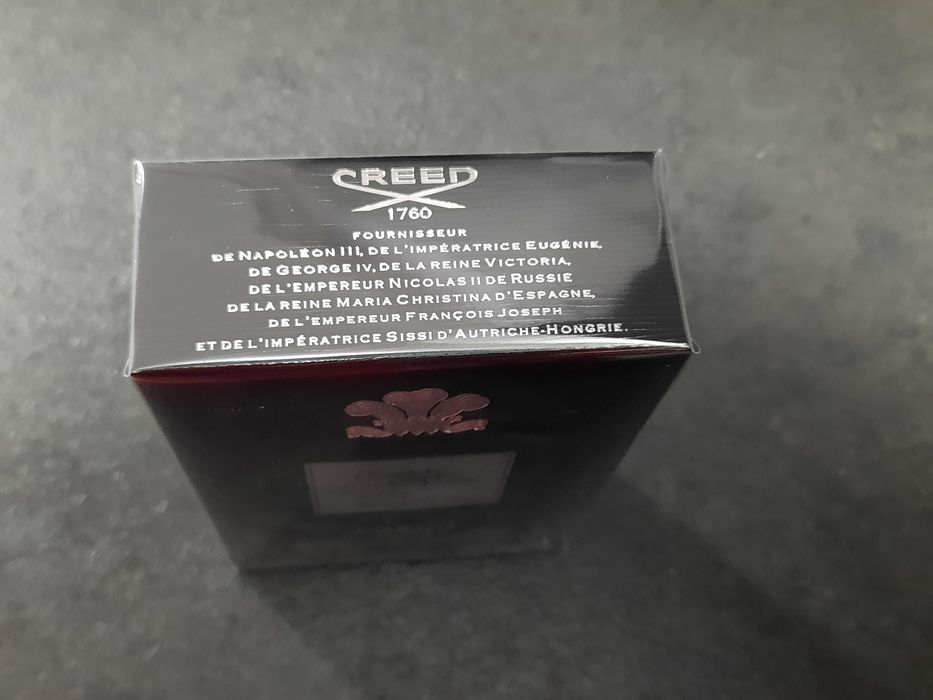 CREED
1760
FOURNISSEUR
DE NAPOLÉON III, DE L'IMPÉRATRICE EUGÉNIE,
DE GEORGE IV, DE LA REINE VICTORIA,
DE L'EMPEREUR NICOLAS II DE RUSSIE
DE LA REINE MARIA CHRISTINA D'ESPAGNE,
DE L'EMPEREUR FRANÇOIS JOSEPH
ET DE L'IMPÉRATRICE SISSI D'AUTRICHE-HONGRIE.